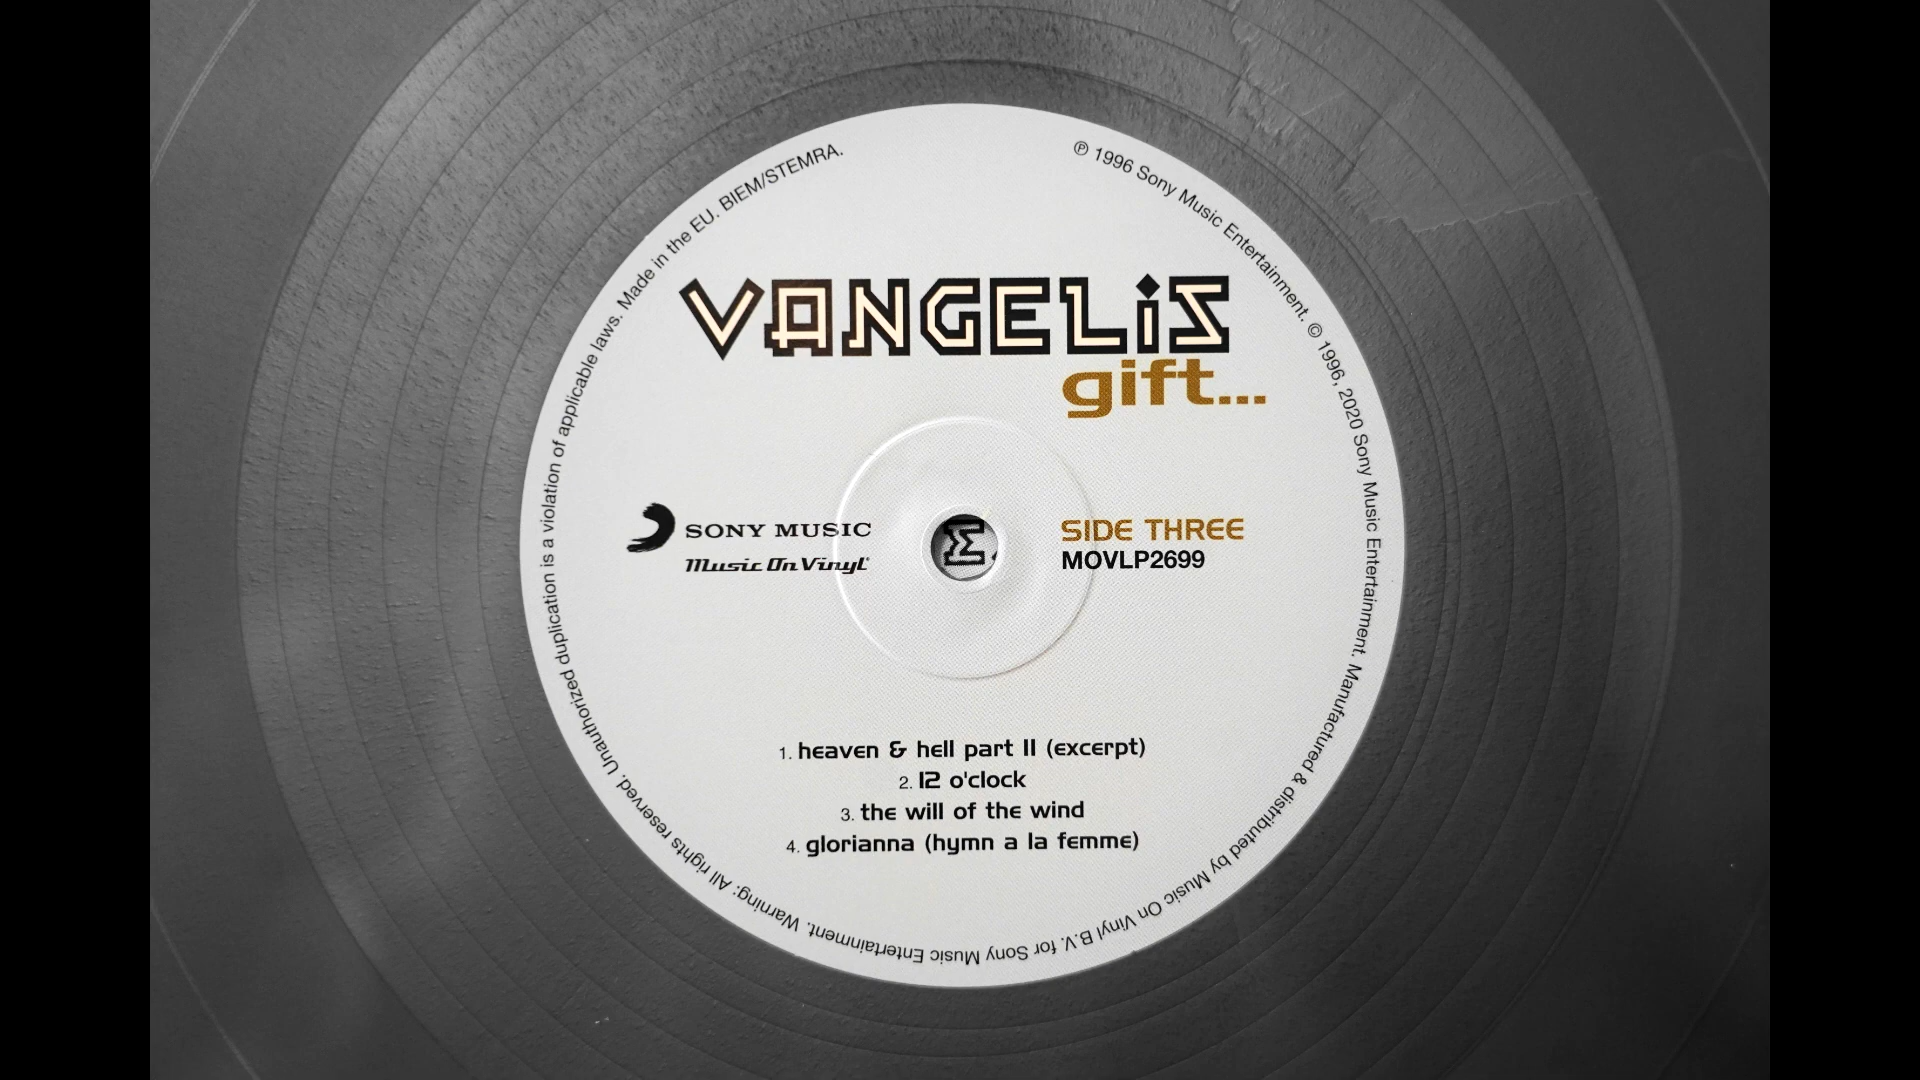 VANGELIS
gift...
SONY MUSIC
Music On Vinyl
SIDE THREE
MOVLP2699
1. heaven & hell part II (excerpt)
2. 12 o'clock
3. the will of the wind
4. glorianna (hymn a la femme)
℗ 1996 Sony Music Entertainment. © 1996, 2020 Sony Music Entertainment. Manufactured & distributed by Music On Vinyl B.V. for Sony Music Entertainment. Warning: All rights reserved. Unauthorized duplication is a violation of applicable laws. Made in the EU. BIEM/STEMRA.